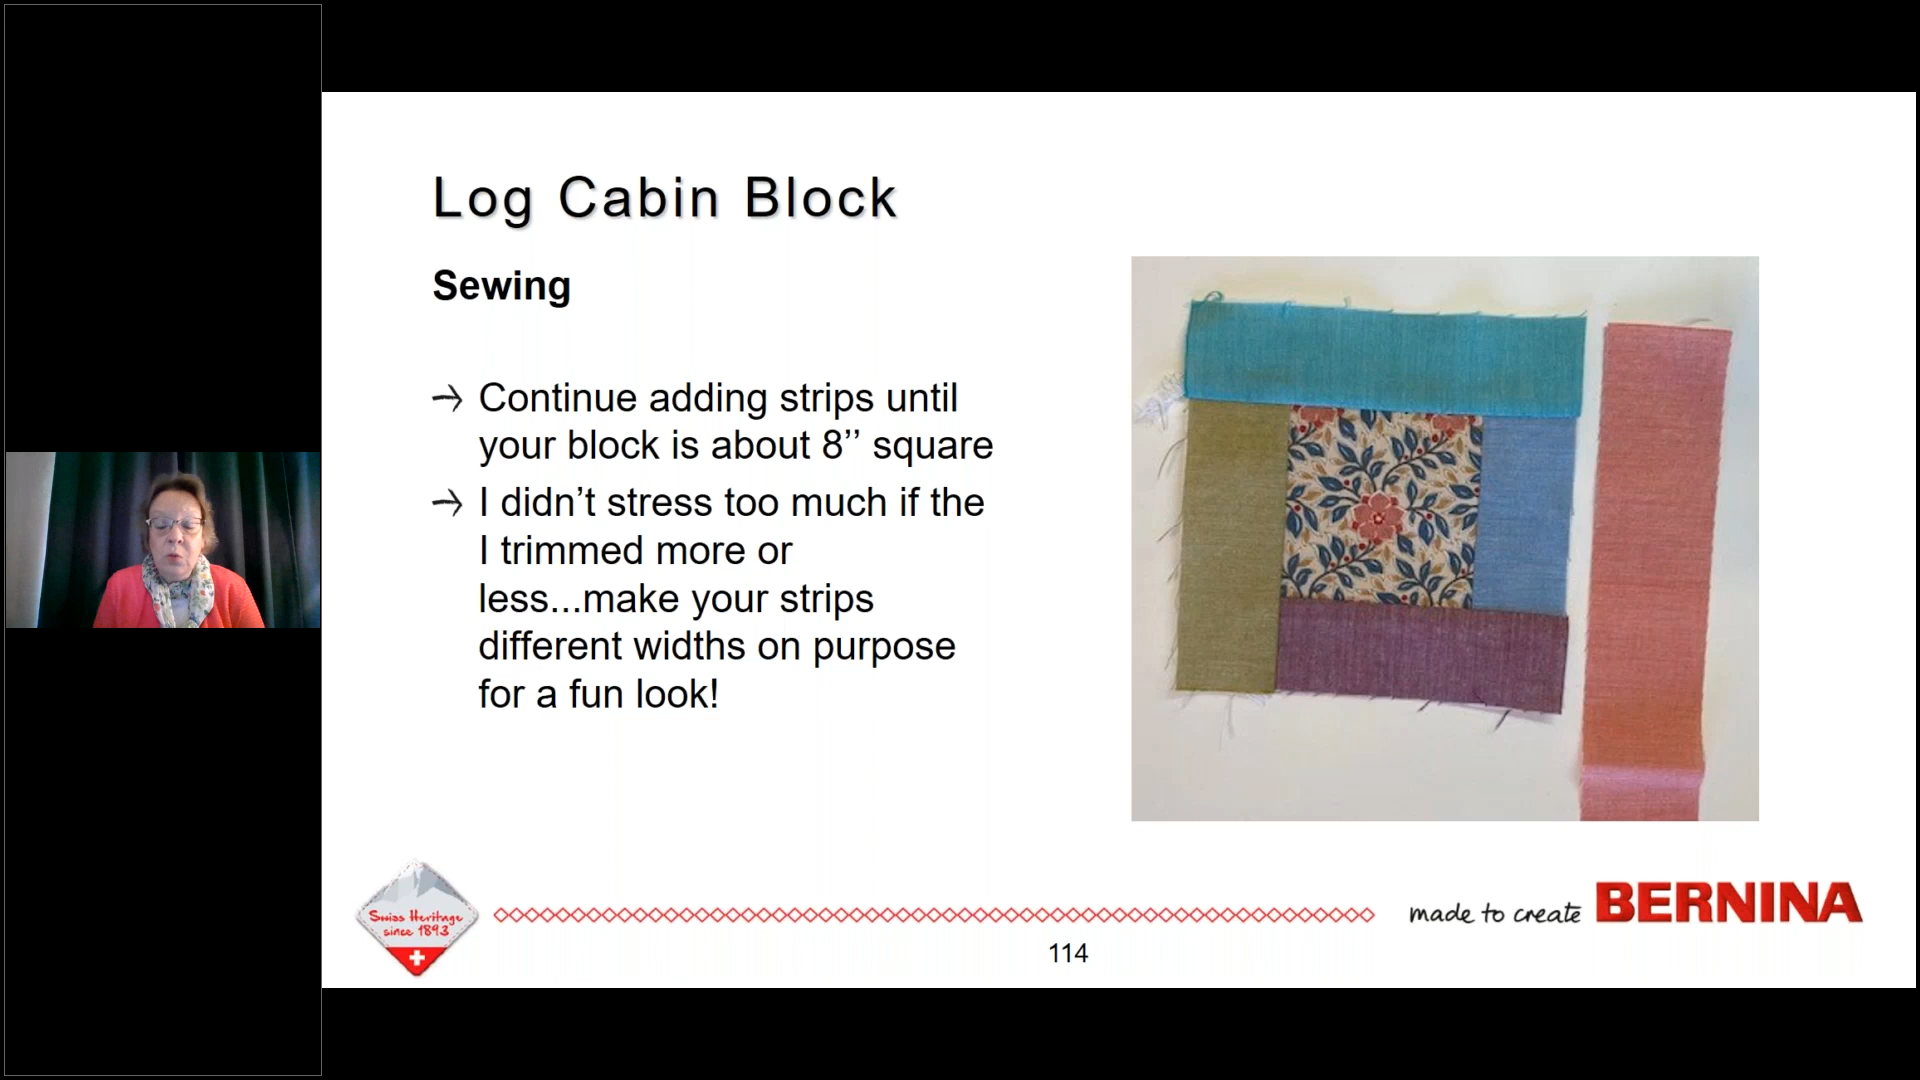 Log Cabin Block
Sewing
Continue adding strips until
your block is about 8’’ square
I didn’t stress too much if the
I trimmed more or
less...make your strips
different widths on purpose
for a fun look!
Swiss Heritage
since 1893
made to create BERNINA
114